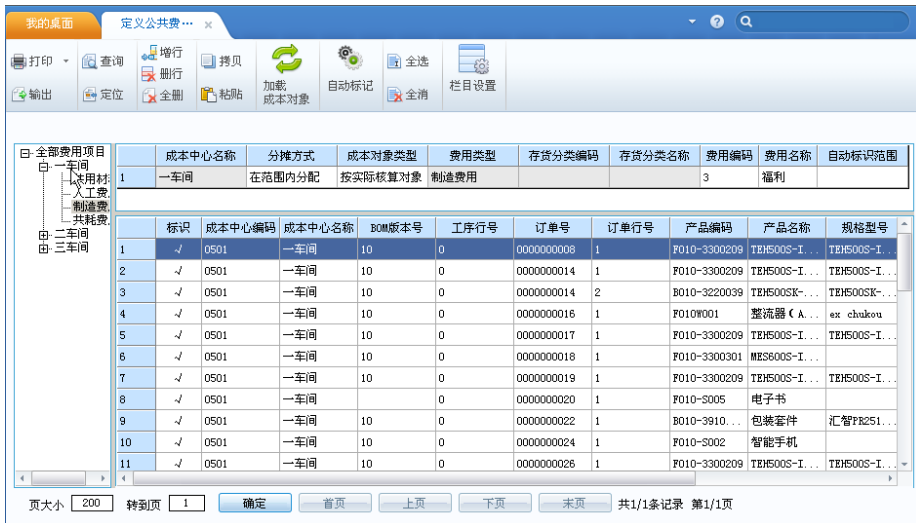 我的桌面 定义公共费··· ×
打印 查询 增行 拷贝 加载 成本对象 自动标记 全选 栏目设置
删行
输出 定位 全删 粘贴 全消
全部费用项目
一车间
人工费
制造费
共耗费
二车间
三车间
成本中心名称 分摊方式 成本对象类型 费用类型 存货分类编码 存货分类名称 费用编码 费用名称 自动标识范围
1 一车间 在范围内分配 按实际核算对象 制造费用 3 福利
标识 成本中心编码 成本中心名称 BOM版本号 工序行号 订单号 订单行号 产品编码 产品名称 规格型号
1 √ 0501 一车间 10 0 0000000008 1 F010-3300209 TEH500S-I... TEH500S-I...
2 √ 0501 一车间 10 0 0000000014 1 F010-3300209 TEH500S-I... TEH500S-I...
3 √ 0501 一车间 10 0 0000000014 2 B010-3220039 TEH500SK-... TEH500SK-...
4 √ 0501 一车间 10 0 0000000016 1 F010W001 整流器(A... ex chukou
5 √ 0501 一车间 10 0 0000000017 1 F010-3300209 TEH500S-I... TEH500S-I...
6 √ 0501 一车间 10 0 0000000018 1 F010-3300301 MES600S-I...
7 √ 0501 一车间 10 0 0000000019 1 F010-3300209 TEH500S-I... TEH500S-I...
8 √ 0501 一车间 0 0000000020 1 F010-S005 电子书
9 √ 0501 一车间 10 0 0000000022 1 B010-3910... 包装套件 汇智PR251...
10 √ 0501 一车间 10 0 0000000024 1 F010-S002 智能手机
11 √ 0501 一车间 10 0 0000000026 1 F010-3300209 TEH500S-I... TEH500S-I...
页大小 200 转到页 1 确定 首页 上页 下页 末页 共1/1条记录 第1/1页